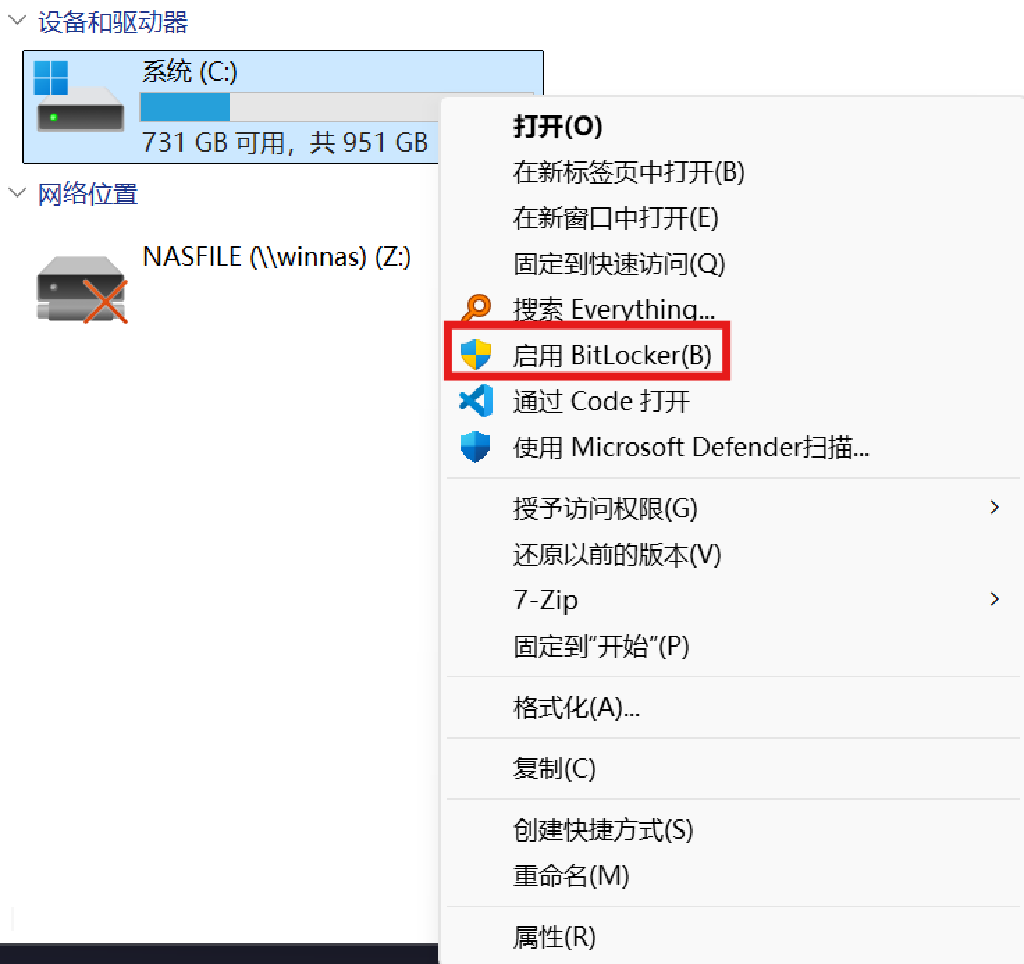 设备和驱动器
系统 (C:)
731 GB 可用，共 951 GB
网络位置
NASFILE (\\winnas) (Z:)
打开(O)
在新标签页中打开(B)
在新窗口中打开(E)
固定到快速访问(Q)
搜索 Everything...
启用 BitLocker(B)
通过 Code 打开
使用 Microsoft Defender扫描...
授予访问权限(G)
还原以前的版本(V)
7-Zip
固定到"开始"(P)
格式化(A)...
复制(C)
创建快捷方式(S)
重命名(M)
属性(R)